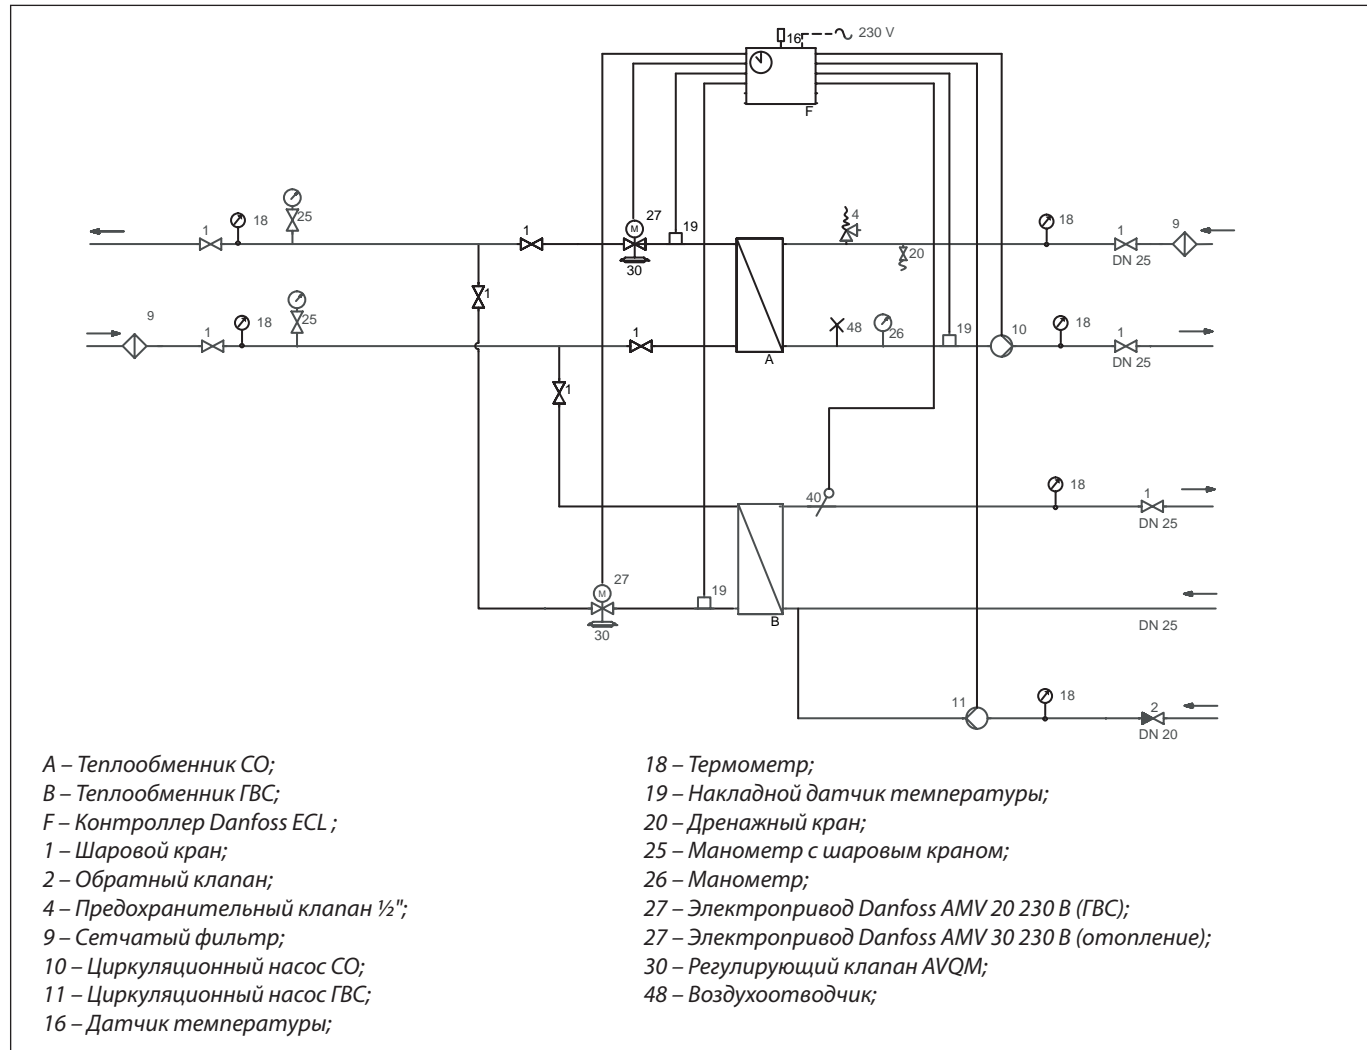 16
230 V
F
27
4
18
25
1
1
19
18
1
9
20
DN 25
30
1
9
18
25
1
48
26
19
10
18
1
A
DN 25
1
1
40
18
1
DN 25
27
19
B
DN 25
30
11
18
2
DN 20
A – Теплообменник СО;
B – Теплообменник ГВС;
F – Контроллер Danfoss ECL ;
1 – Шаровой кран;
2 – Обратный клапан;
4 – Предохранительный клапан ½";
9 – Сетчатый фильтр;
10 – Циркуляционный насос СО;
11 – Циркуляционный насос ГВС;
16 – Датчик температуры;
18 – Термометр;
19 – Накладной датчик температуры;
20 – Дренажный кран;
25 – Манометр с шаровым краном;
26 – Манометр;
27 – Электропривод Danfoss AMV 20 230 В (ГВС);
27 – Электропривод Danfoss AMV 30 230 В (отопление);
30 – Регулирующий клапан AVQM;
48 – Воздухоотводчик;
M
M
1